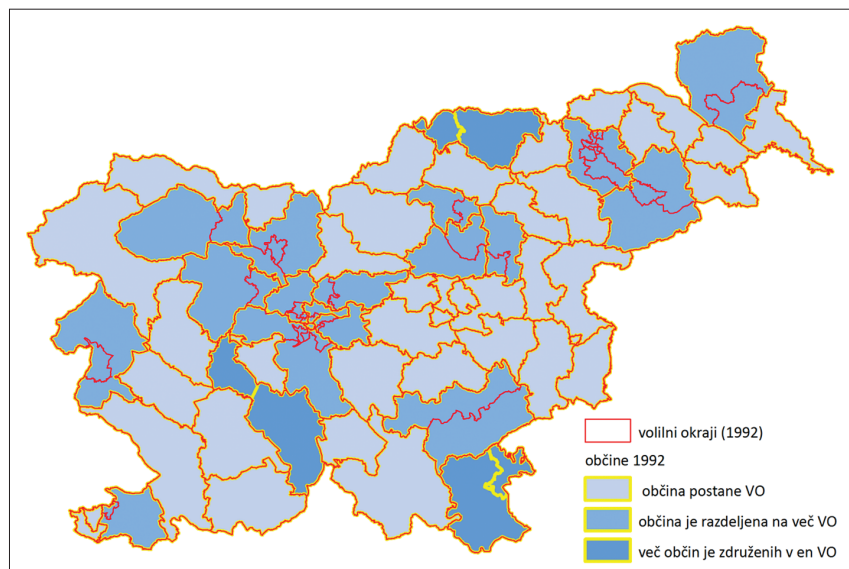 volilni okraji (1992)
občine 1992
občina postane VO
občina je razdeljena na več VO
več občin je združenih v en VO